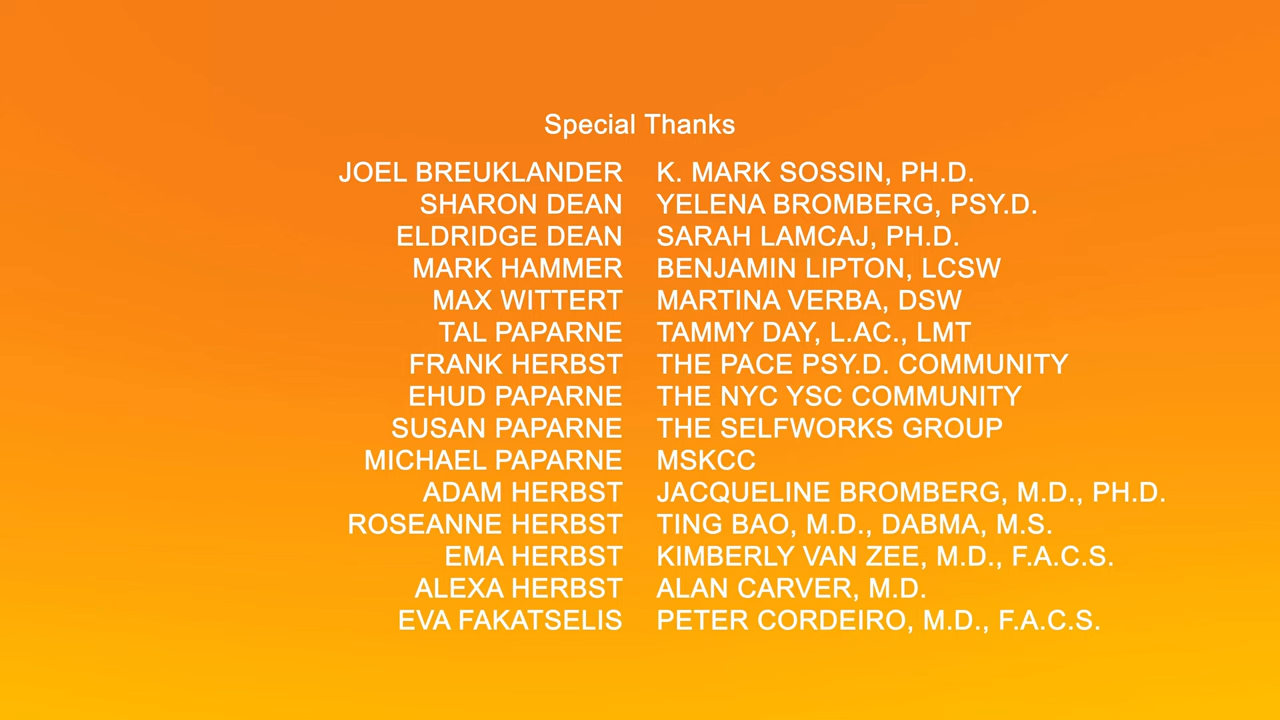 Special Thanks
JOEL BREUKLANDER K. MARK SOSSIN, PH.D.
SHARON DEAN YELENA BROMBERG, PSY.D.
ELDRIDGE DEAN SARAH LAMCAJ, PH.D.
MARK HAMMER BENJAMIN LIPTON, LCSW
MAX WITTERT MARTINA VERBA, DSW
TAL PAPARNE TAMMY DAY, L.AC., LMT
FRANK HERBST THE PACE PSY.D. COMMUNITY
EHUD PAPARNE THE NYC YSC COMMUNITY
SUSAN PAPARNE THE SELFWORKS GROUP
MICHAEL PAPARNE MSKCC
ADAM HERBST JACQUELINE BROMBERG, M.D., PH.D.
ROSEANNE HERBST TING BAO, M.D., DABMA, M.S.
EMA HERBST KIMBERLY VAN ZEE, M.D., F.A.C.S.
ALEXA HERBST ALAN CARVER, M.D.
EVA FAKATSELIS PETER CORDEIRO, M.D., F.A.C.S.